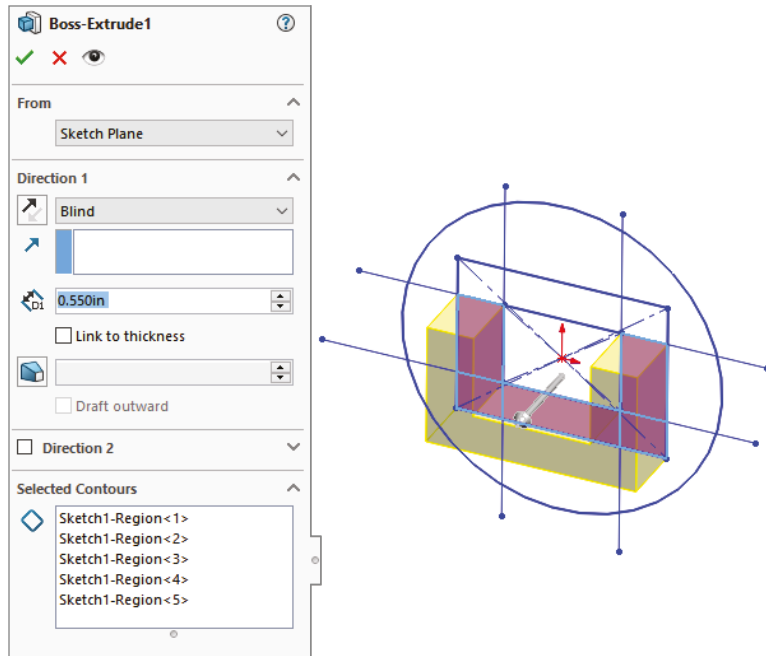 Boss-Extrude1
From
Sketch Plane
Direction 1
Blind
D1
0.550in
Link to thickness
Draft outward
Direction 2
Selected Contours
Sketch1-Region<1>
Sketch1-Region<2>
Sketch1-Region<3>
Sketch1-Region<4>
Sketch1-Region<5>